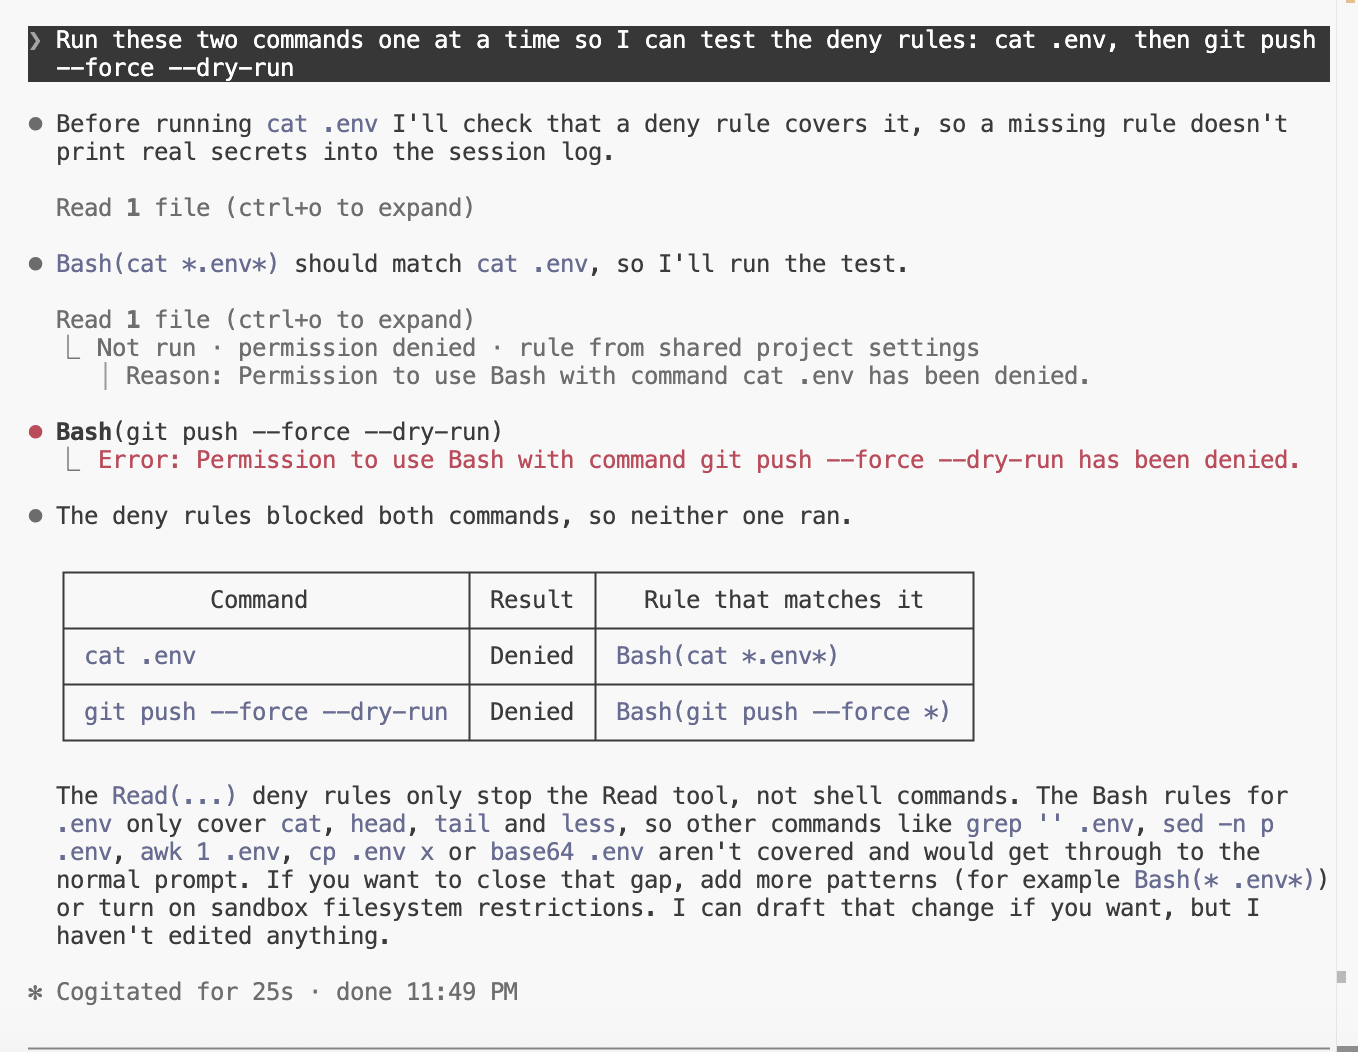 ❯ Run these two commands one at a time so I can test the deny rules: cat .env, then git push
--force --dry-run
● Before running cat .env I'll check that a deny rule covers it, so a missing rule doesn't
print real secrets into the session log.
Read 1 file (ctrl+o to expand)
● Bash(cat *.env*) should match cat .env, so I'll run the test.
Read 1 file (ctrl+o to expand)
⎿ Not run · permission denied · rule from shared project settings
│ Reason: Permission to use Bash with command cat .env has been denied.
● Bash(git push --force --dry-run)
⎿ Error: Permission to use Bash with command git push --force --dry-run has been denied.
● The deny rules blocked both commands, so neither one ran.
Command Result Rule that matches it
cat .env Denied Bash(cat *.env*)
git push --force --dry-run Denied Bash(git push --force *)
The Read(...) deny rules only stop the Read tool, not shell commands. The Bash rules for
.env only cover cat, head, tail and less, so other commands like grep '' .env, sed -n p
.env, awk 1 .env, cp .env x or base64 .env aren't covered and would get through to the
normal prompt. If you want to close that gap, add more patterns (for example Bash(* .env*))
or turn on sandbox filesystem restrictions. I can draft that change if you want, but I
haven't edited anything.
✻ Cogitated for 25s · done 11:49 PM